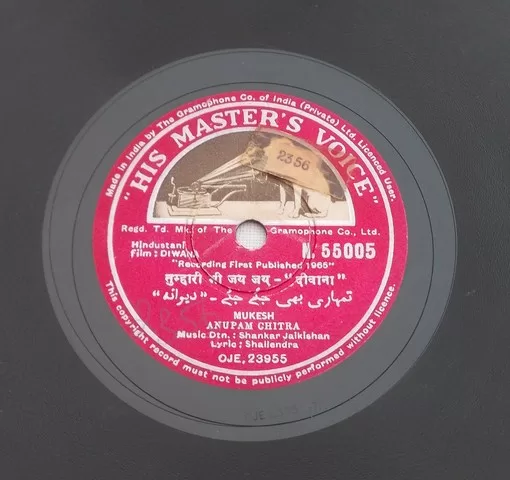 Made in India by The Gramophone Co. of India (Private) Ltd. Licenced User.
"HIS MASTER'S VOICE"
2356
Regd. Td. Mk. of The Gramophone Co., Ltd.
Hindustani
Film: DIWANA
N. 55005
"Recording First Published 1965"
तुम्हारी भी जय जय - "दीवाना"
تمہاری بھی جئے جئے - "دیوانہ"
MUKESH
ANUPAM CHITRA
Music Dtn. : Shankar Jaikishan
Lyric ; Shailendra
OJE, 23955
This copyright record must not be publicly performed without licence.